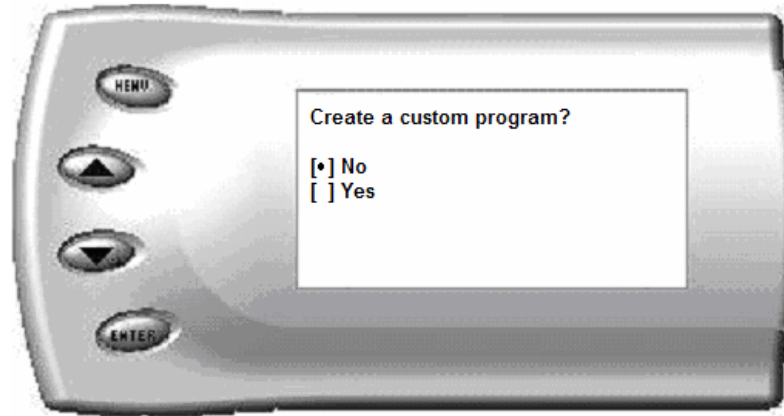 MENU
Create a custom program?
[•] No
[ ] Yes
ENTER